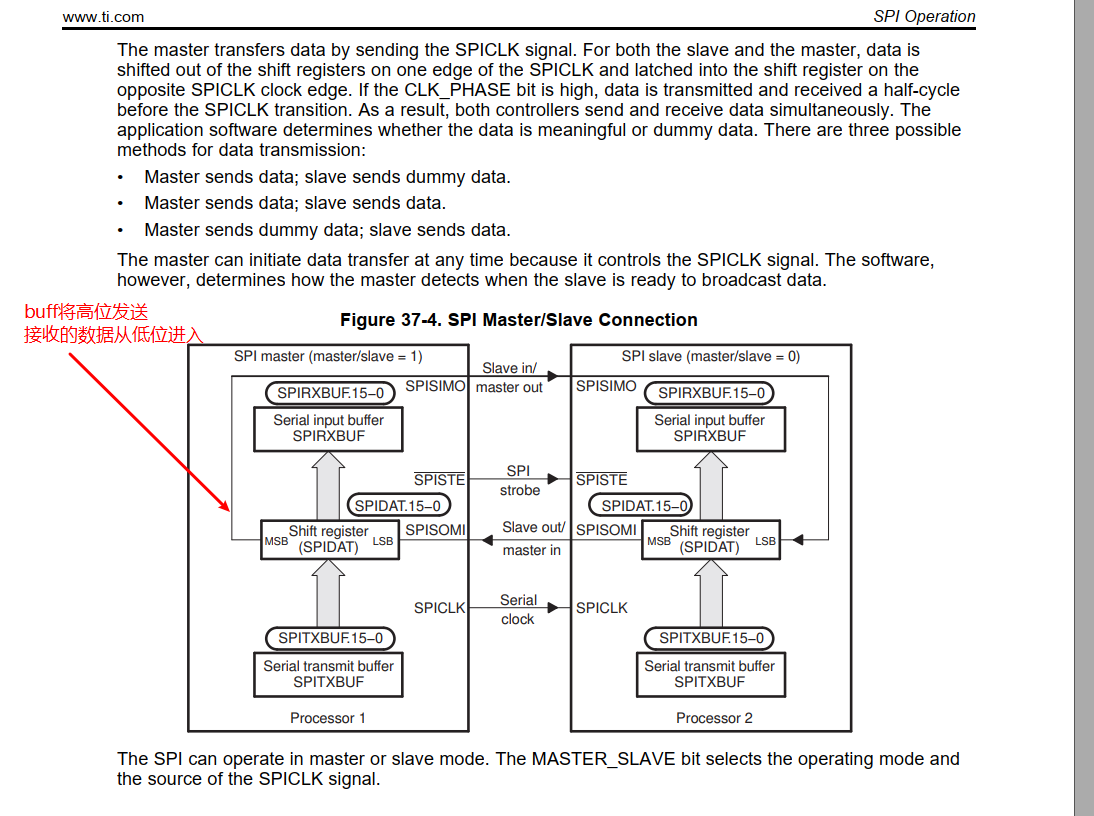 www.ti.com SPI Operation
The master transfers data by sending the SPICLK signal. For both the slave and the master, data is
shifted out of the shift registers on one edge of the SPICLK and latched into the shift register on the
opposite SPICLK clock edge. If the CLK_PHASE bit is high, data is transmitted and received a half-cycle
before the SPICLK transition. As a result, both controllers send and receive data simultaneously. The
application software determines whether the data is meaningful or dummy data. There are three possible
methods for data transmission:
• Master sends data; slave sends dummy data.
• Master sends data; slave sends data.
• Master sends dummy data; slave sends data.
The master can initiate data transfer at any time because it controls the SPICLK signal. The software,
however, determines how the master detects when the slave is ready to broadcast data.
buff将高位发送
接收的数据从低位进入
Figure 37-4. SPI Master/Slave Connection
SPI master (master/slave = 1)
SPIRXBUF.15−0
Serial input buffer
SPIRXBUF
SPIDAT.15−0
MSB
Shift register
(SPIDAT)
LSB
SPITXBUF.15−0
Serial transmit buffer
SPITXBUF
Processor 1
SPISIMO
Slave in/
master out
SPISIMO
SPISTE
SPI
strobe
SPISTE
SPISOMI
Slave out/
master in
SPISOMI
SPICLK
Serial
clock
SPICLK
SPI slave (master/slave = 0)
SPIRXBUF.15−0
Serial input buffer
SPIRXBUF
SPIDAT.15−0
MSB
Shift register
(SPIDAT)
LSB
SPITXBUF.15−0
Serial transmit buffer
SPITXBUF
Processor 2
The SPI can operate in master or slave mode. The MASTER_SLAVE bit selects the operating mode and
the source of the SPICLK signal.